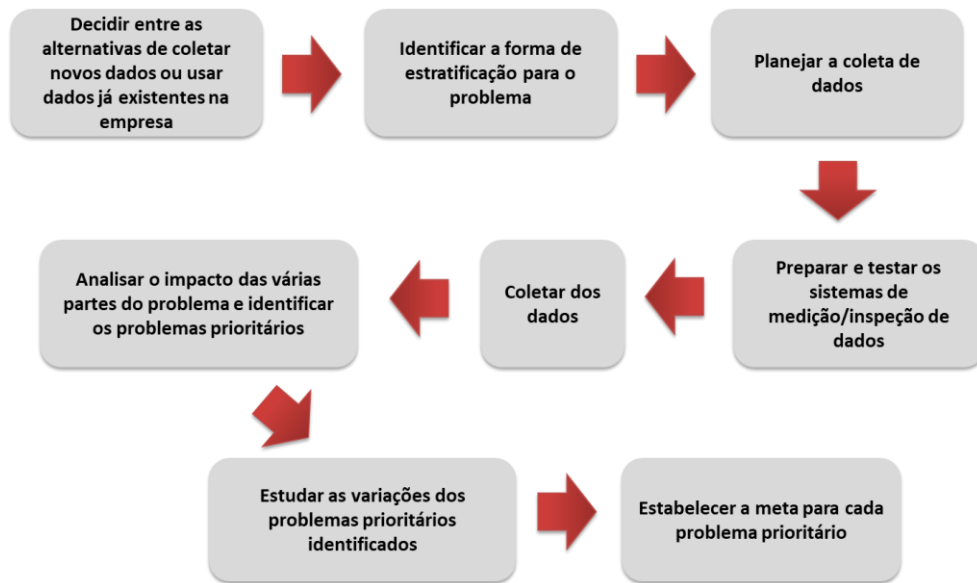 Decidir entre as
alternativas de coletar
novos dados ou usar
dados já existentes na
empresa
Identificar a forma de
estratificação para o
problema
Planejar a coleta de
dados
Preparar e testar os
sistemas de
medição/inspeção de
dados
Coletar dos
dados
Analisar o impacto das várias
partes do problema e identificar
os problemas prioritários
Estudar as variações dos
problemas prioritários
identificados
Estabelecer a meta para cada
problema prioritário